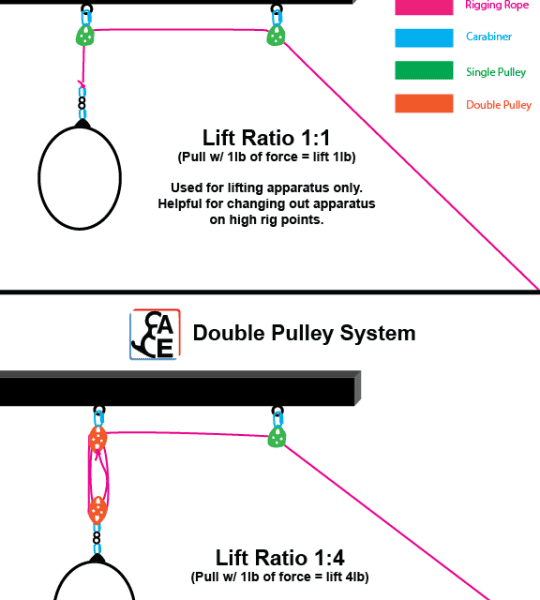 Rigging Rope
Carabiner
Single Pulley
Double Pulley
Lift Ratio 1:1
(Pull w/ 1lb of force = lift 1lb)
Used for lifting apparatus only.
Helpful for changing out apparatus
on high rig points.
Double Pulley System
Lift Ratio 1:4
(Pull w/ 1lb of force = lift 4lb)